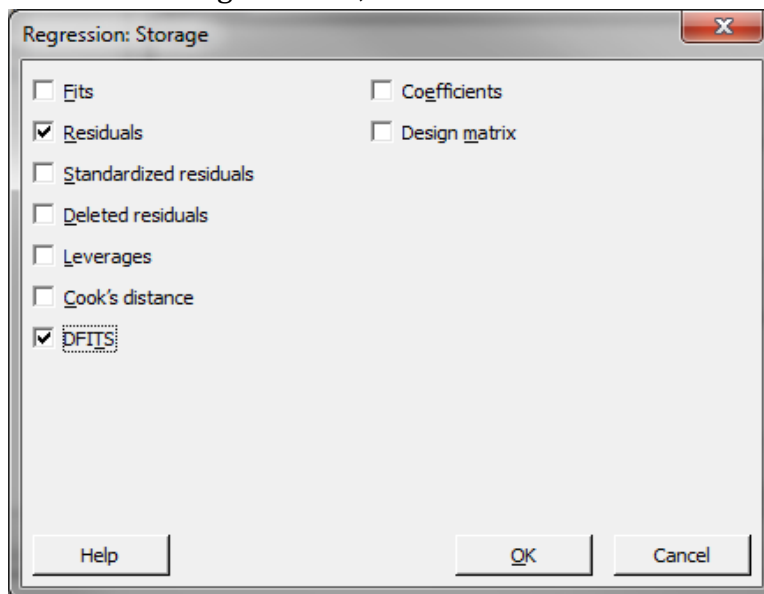 Regression: Storage
Fits
Coefficients
Residuals
Design matrix
Standardized residuals
Deleted residuals
Leverages
Cook's distance
DFITS
Help
OK
Cancel